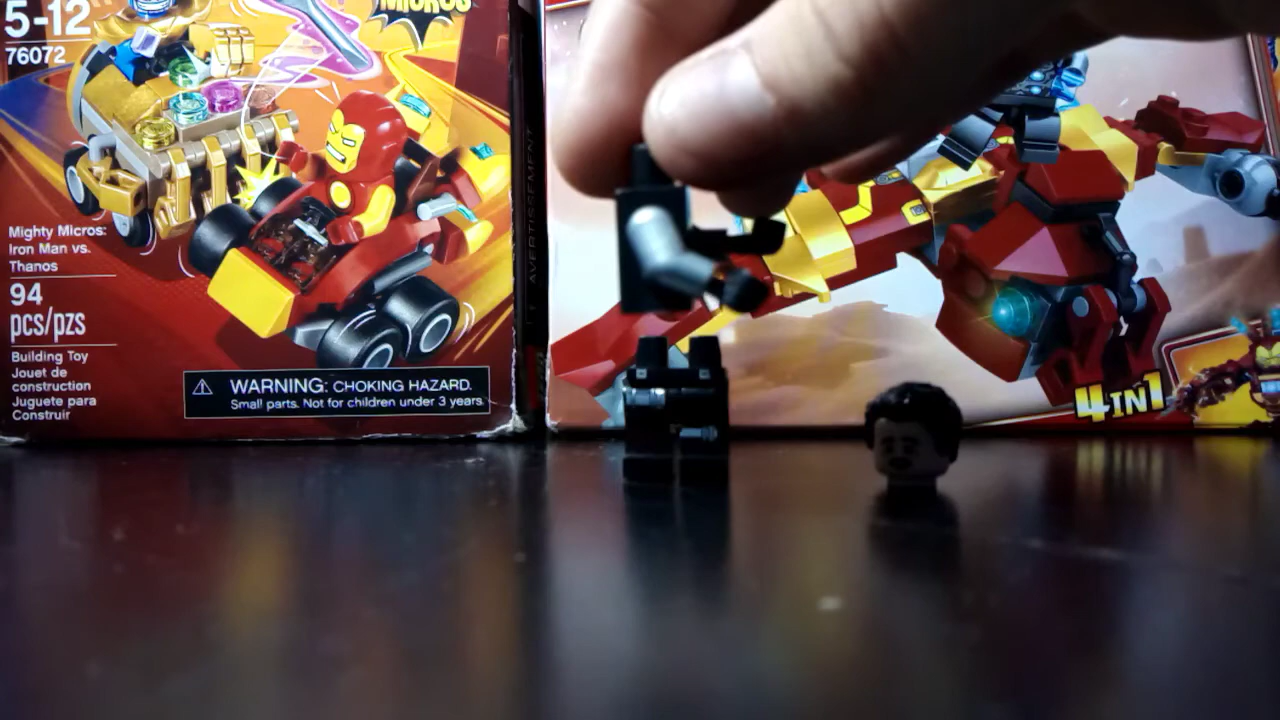 MICROS
5-12
76072
Mighty Micros:
Iron Man vs.
Thanos
94
pcs/pzs
Building Toy
Jouet de
construction
Juguete para
Construir
⚠ WARNING: CHOKING HAZARD.
Small parts. Not for children under 3 years.
AVERTISSEMENT
4 IN 1